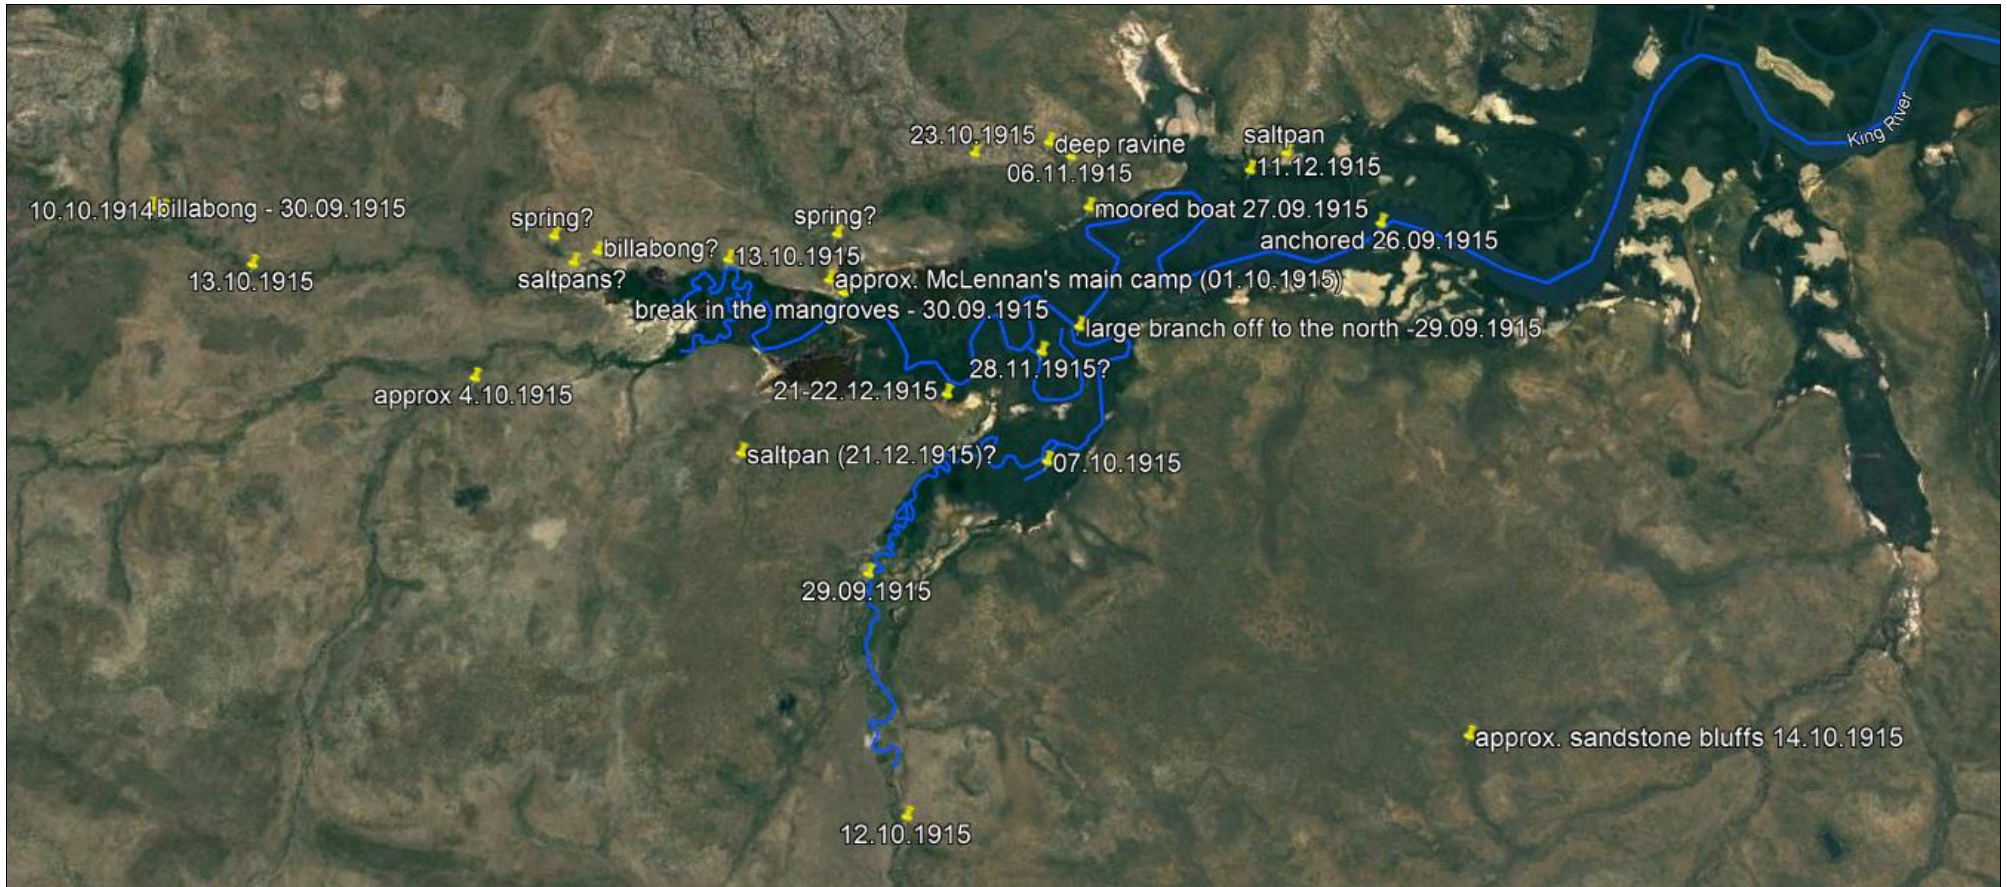 King River
23.10.1915
deep ravine
saltpan
06.11.1915
11.12.1915
10.10.1914
billabong - 30.09.1915
spring?
spring?
moored boat 27.09.1915
billabong?
13.10.1915
anchored 26.09.1915
13.10.1915
saltpans?
approx. McLennan's main camp (01.10.1915)
break in the mangroves - 30.09.1915
large branch off to the north -29.09.1915
28.11.1915?
approx 4.10.1915
21-22.12.1915
saltpan (21.12.1915)?
07.10.1915
29.09.1915
approx. sandstone bluffs 14.10.1915
12.10.1915